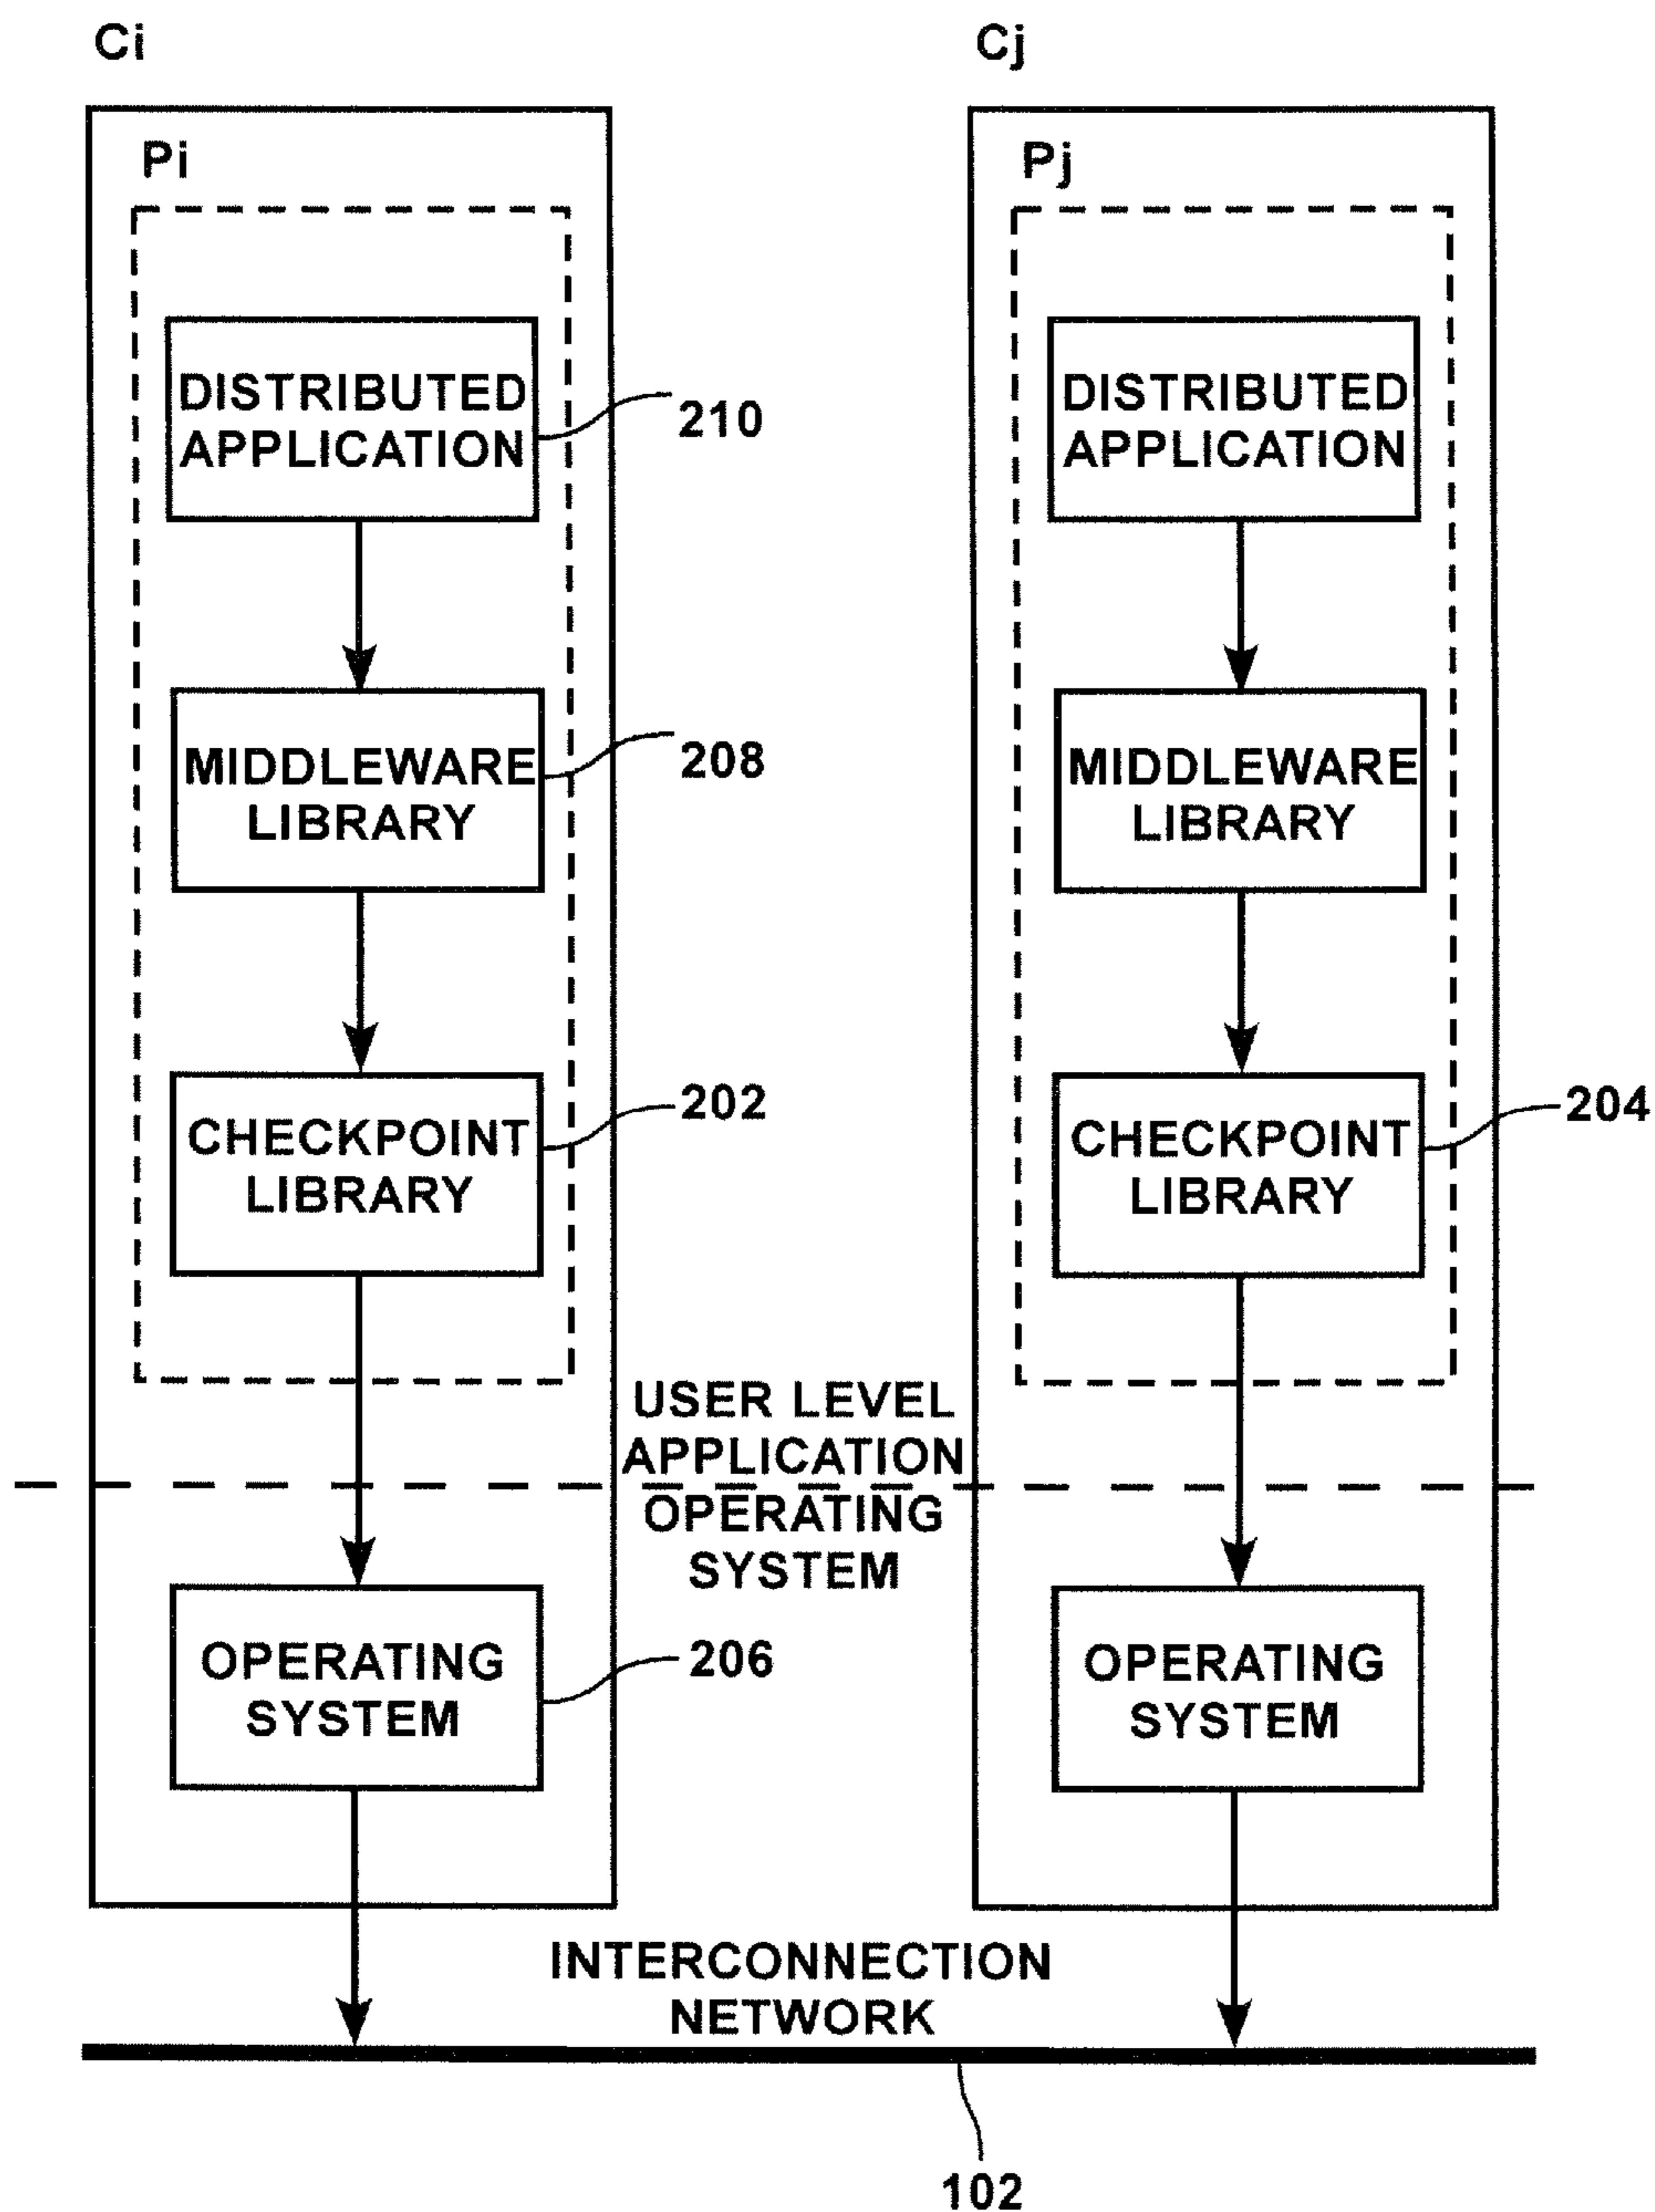 Ci
Cj
Pi
Pj
DISTRIBUTED
APPLICATION
210
DISTRIBUTED
APPLICATION
MIDDLEWARE
LIBRARY
208
MIDDLEWARE
LIBRARY
CHECKPOINT
LIBRARY
202
CHECKPOINT
LIBRARY
204
USER LEVEL
APPLICATION
OPERATING
SYSTEM
OPERATING
SYSTEM
206
OPERATING
SYSTEM
INTERCONNECTION
NETWORK
102